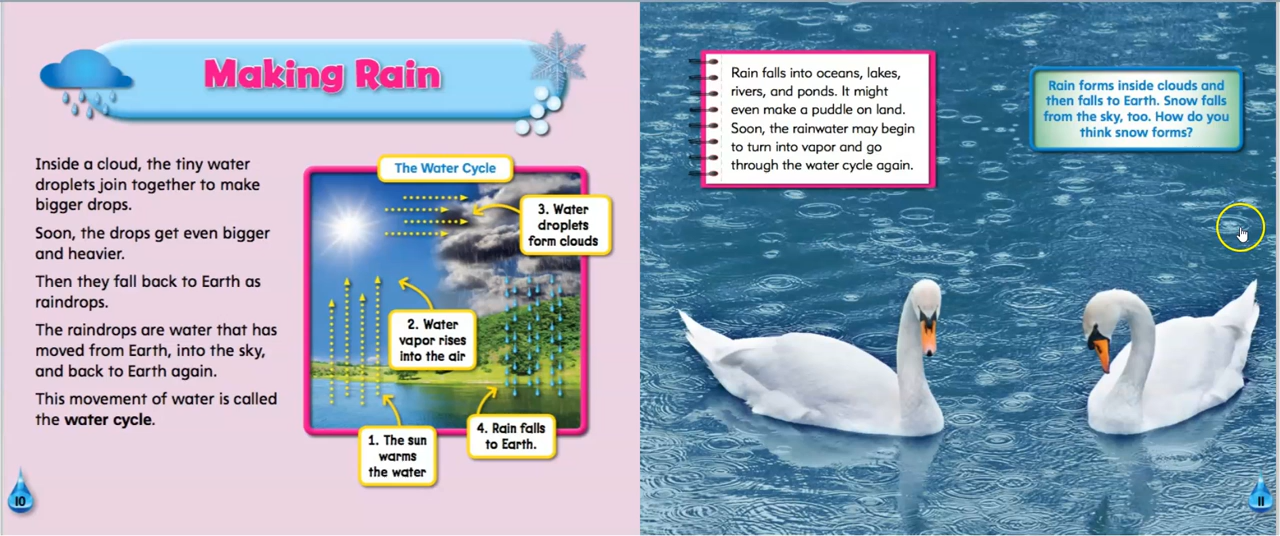 Making Rain
Inside a cloud, the tiny water
droplets join together to make
bigger drops.
Soon, the drops get even bigger
and heavier.
Then they fall back to Earth as
raindrops.
The raindrops are water that has
moved from Earth, into the sky,
and back to Earth again.
This movement of water is called
the water cycle.
The Water Cycle
3. Water
droplets
form clouds
2. Water
vapor rises
into the air
1. The sun
warms
the water
4. Rain falls
to Earth.
10
Rain falls into oceans, lakes,
rivers, and ponds. It might
even make a puddle on land.
Soon, the rainwater may begin
to turn into vapor and go
through the water cycle again.
Rain forms inside clouds and
then falls to Earth. Snow falls
from the sky, too. How do you
think snow forms?
11